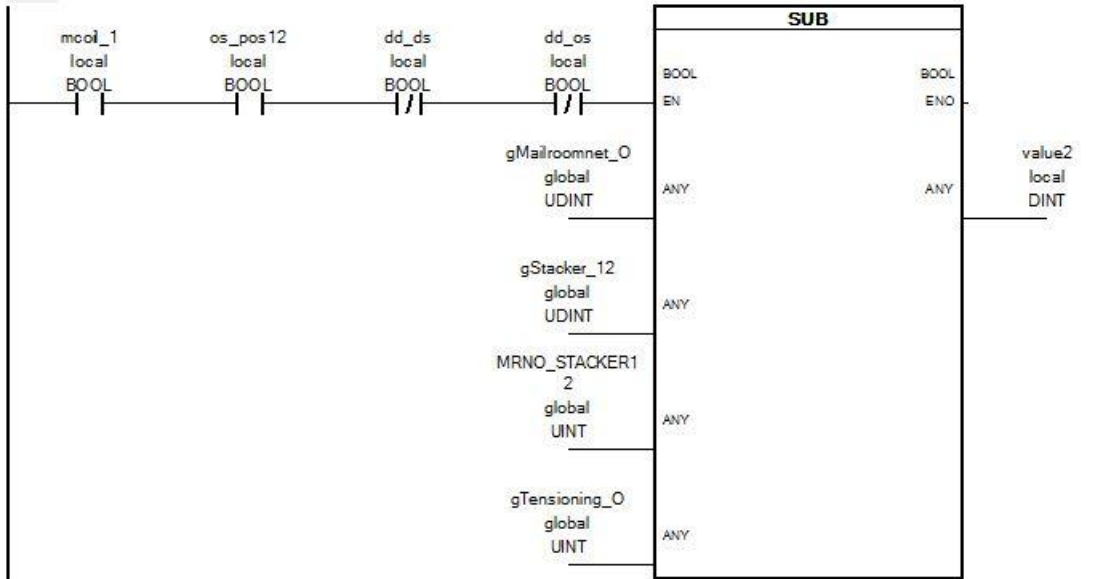 SUB
mcoil_1 os_pos12 dd_ds dd_os
local local local local
BOOL BOOL BOOL BOOL
BOOL BOOL
EN ENO
gMailroomnet_O
global
UDINT
ANY
ANY
value2
local
DINT
gStacker_12
global
UDINT
ANY
MRNO_STACKER1
2
global
UINT
ANY
gTensioning_O
global
UINT
ANY